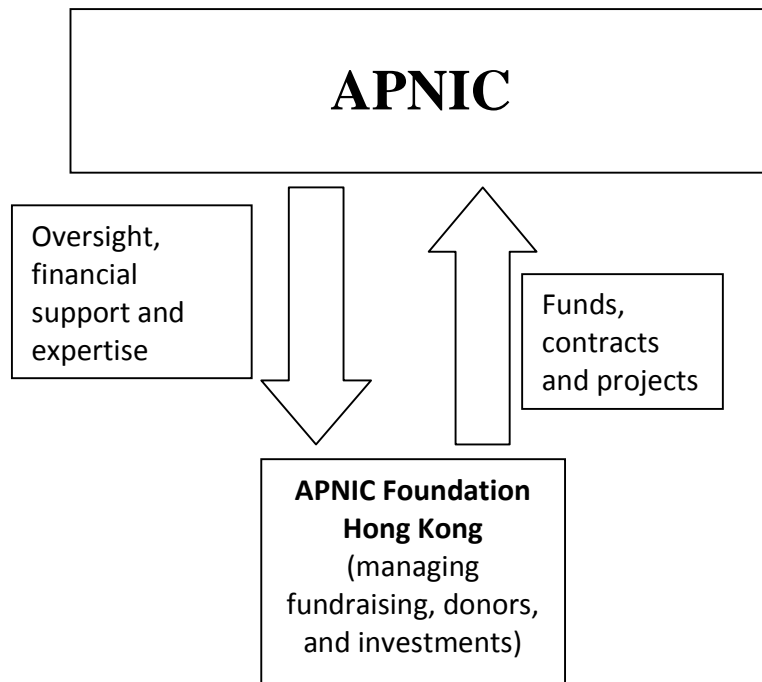 APNIC
Oversight,
financial
support and
expertise
Funds,
contracts
and projects
APNIC Foundation
Hong Kong
(managing
fundraising, donors,
and investments)